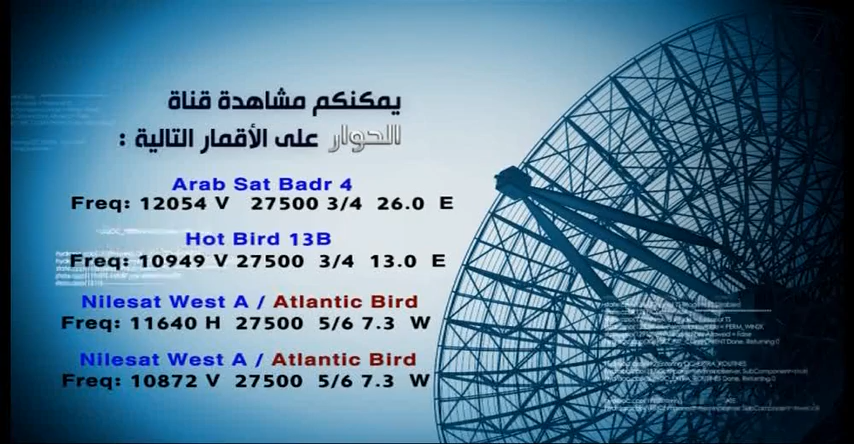 يمكنكم مشاهدة قناة
الحوار على الأقمار التالية :
Arab Sat Badr 4
Freq: 12054 V 27500 3/4 26.0 E
Hot Bird 13B
Freq: 10949 V 27500 3/4 13.0 E
Nilesat West A / Atlantic Bird
Freq: 11640 H 27500 5/6 7.3 W
Nilesat West A / Atlantic Bird
Freq: 10872 V 27500 5/6 7.3 W